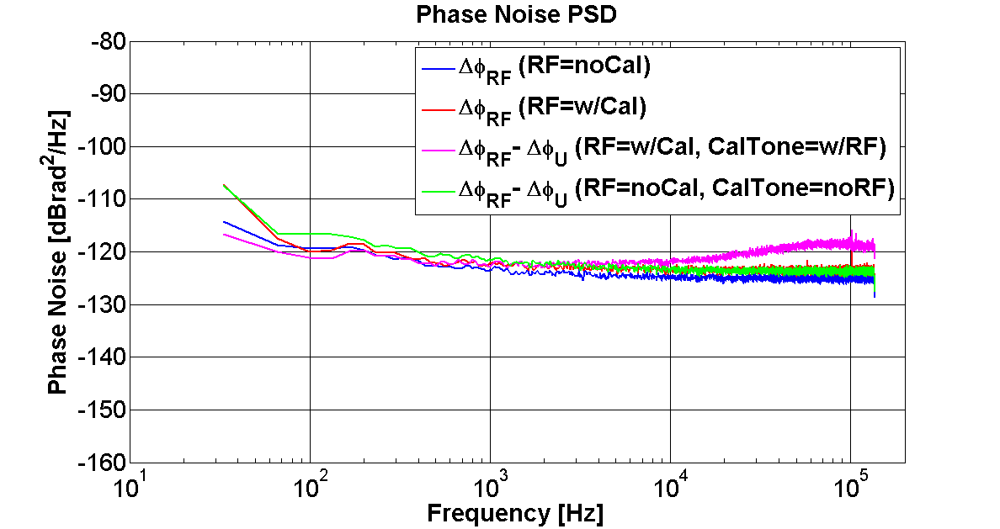 Phase Noise PSD
-80
-90
-100
-110
-120
-130
-140
-150
-160
Phase Noise [dBrad²/Hz]
Δϕ_RF (RF=noCal)
Δϕ_RF (RF=w/Cal)
Δϕ_RF- Δϕ_U (RF=w/Cal, CalTone=w/RF)
Δϕ_RF- Δϕ_U (RF=noCal, CalTone=noRF)
10¹ 10² 10³ 10⁴ 10⁵
Frequency [Hz]